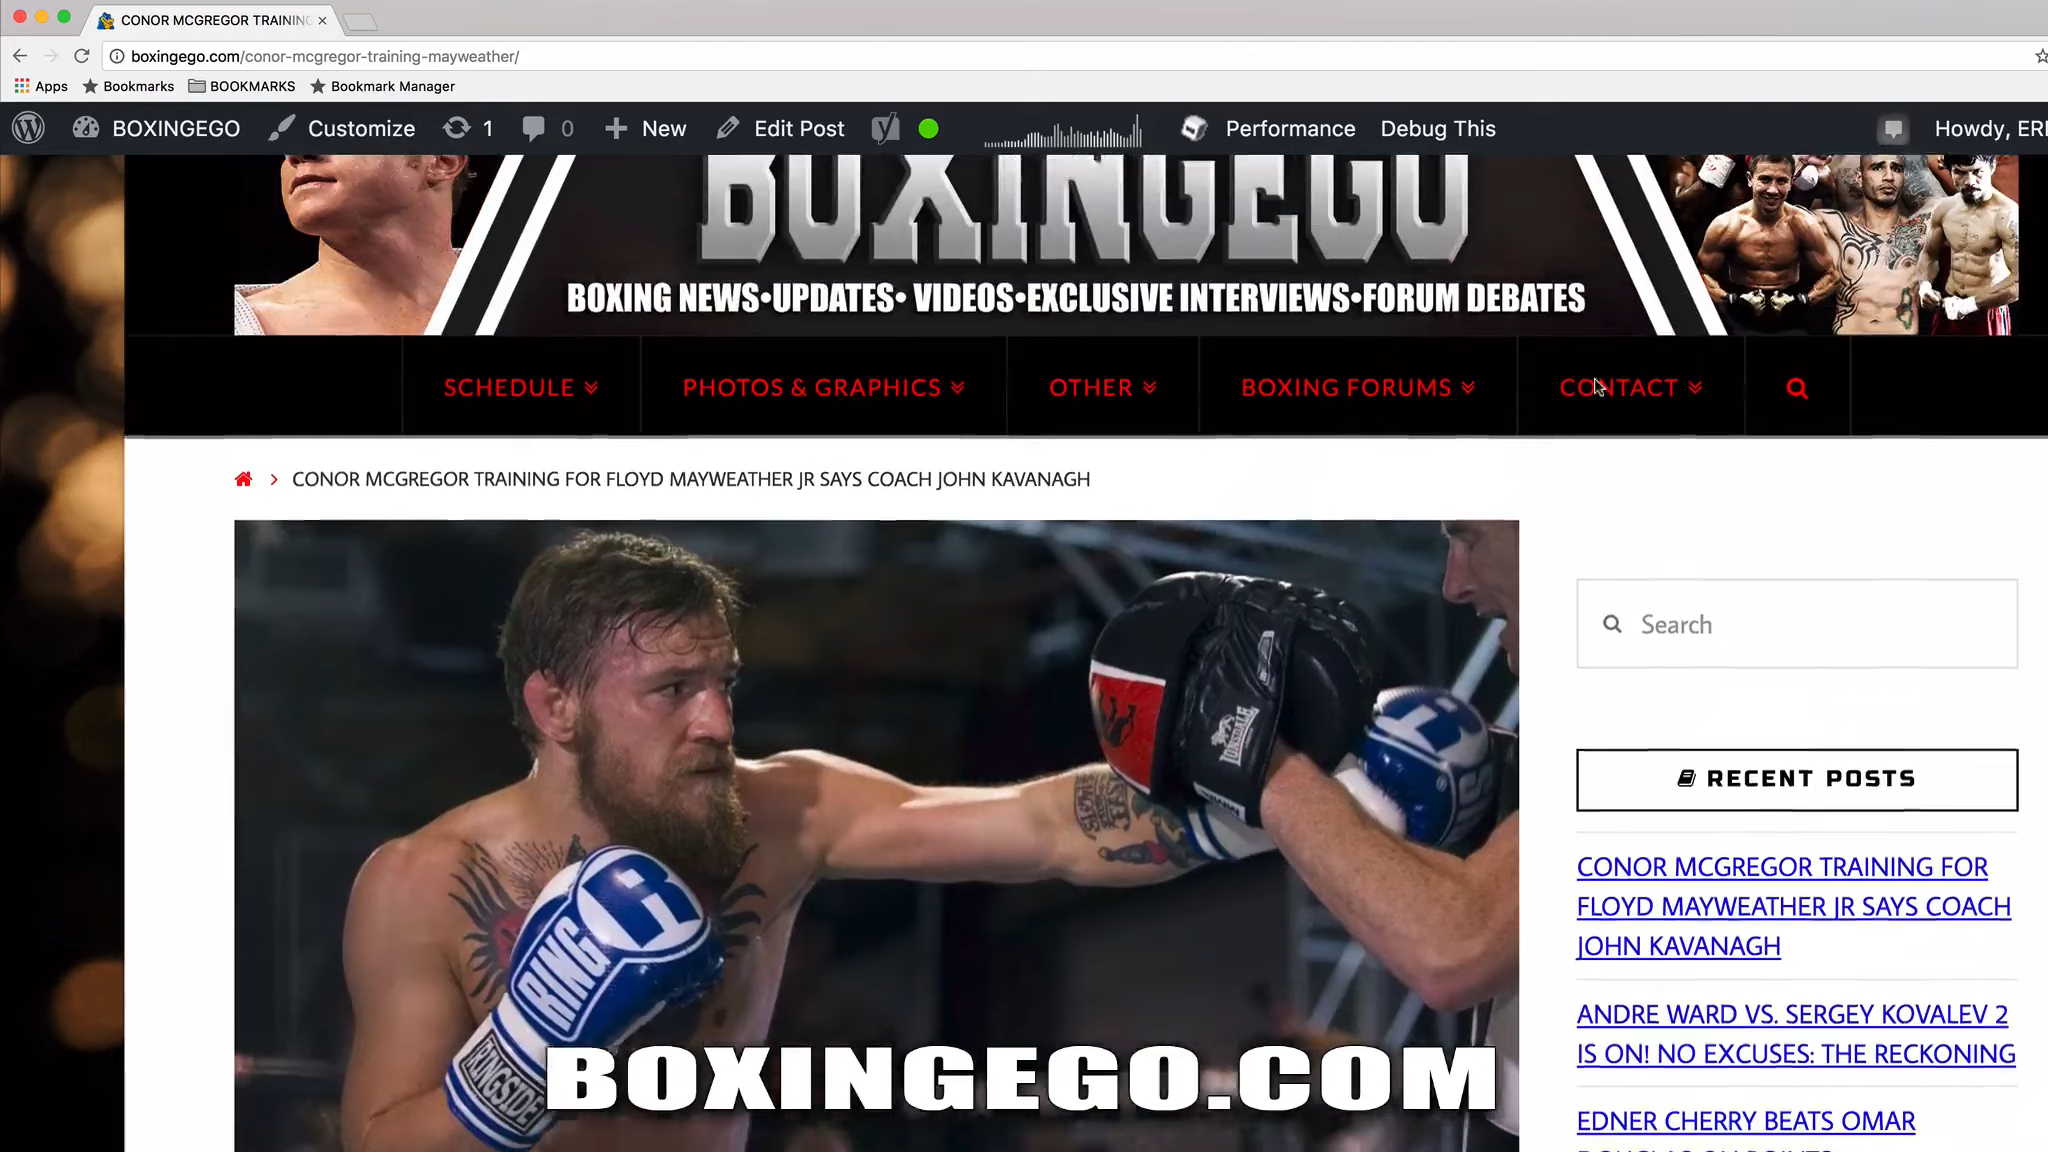 CONOR MCGREGOR TRAINING
boxingego.com/conor-mcgregor-training-mayweather/
Apps Bookmarks BOOKMARKS Bookmark Manager
BOXINGEGO Customize 1 0 New Edit Post Performance Debug This Howdy, ER
BOXINGEGO
BOXING NEWS•UPDATES• VIDEOS•EXCLUSIVE INTERVIEWS•FORUM DEBATES
SCHEDULE PHOTOS & GRAPHICS OTHER BOXING FORUMS CONTACT
CONOR MCGREGOR TRAINING FOR FLOYD MAYWEATHER JR SAYS COACH JOHN KAVANAGH
Search
LONSDALE
RECENT POSTS
CONOR MCGREGOR TRAINING FOR
FLOYD MAYWEATHER JR SAYS COACH
JOHN KAVANAGH
RING
RINGSIDE
ANDRE WARD VS. SERGEY KOVALEV 2
IS ON! NO EXCUSES: THE RECKONING
BOXINGEGO.COM
EDNER CHERRY BEATS OMAR